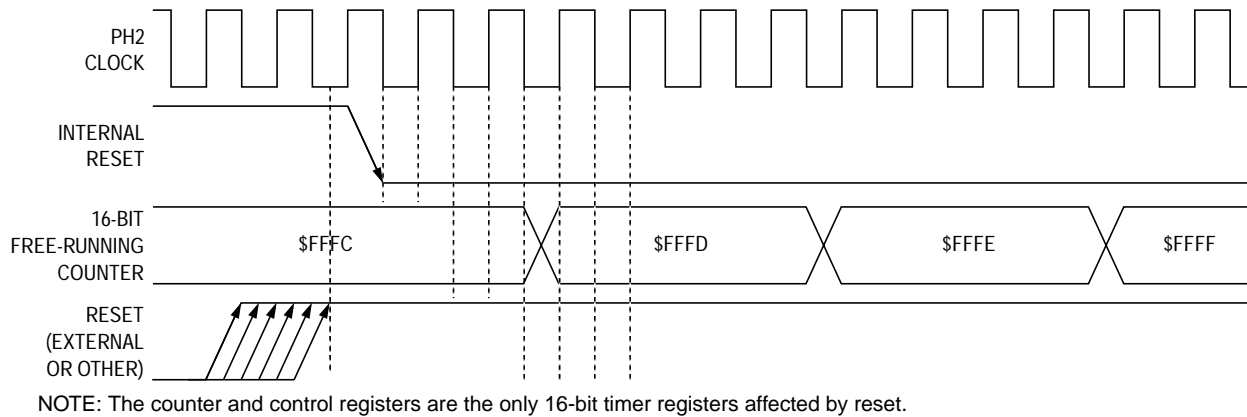 PH2
CLOCK
INTERNAL
RESET
16-BIT
FREE-RUNNING
COUNTER
$FFFC
$FFFD
$FFFE
$FFFF
RESET
(EXTERNAL
OR OTHER)
NOTE: The counter and control registers are the only 16-bit timer registers affected by reset.